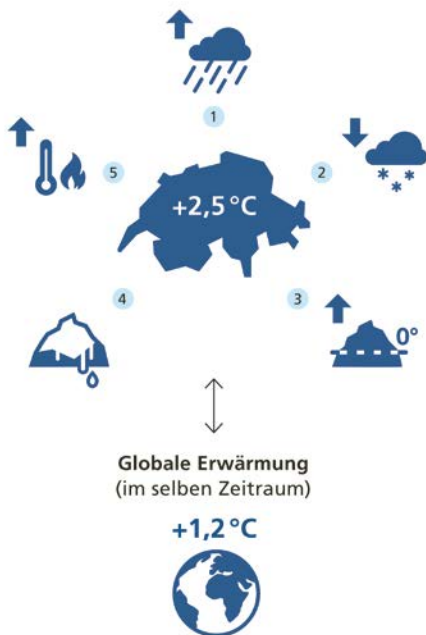 1
5
2
+2,5 °C
4
3
0°
Globale Erwärmung
(im selben Zeitraum)
+1,2 °C